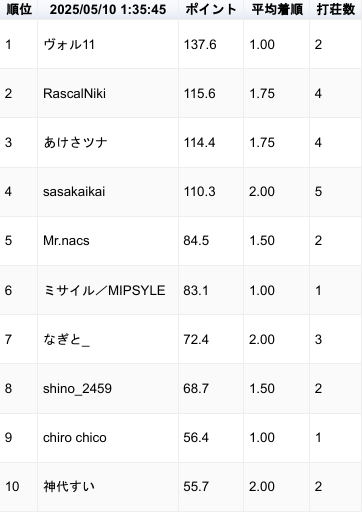 順位 2025/05/10 1:35:45 ポイント 平均着順 打荘数
1 ヴォル11 137.6 1.00 2
2 RascalNiki 115.6 1.75 4
3 あけさツナ 114.4 1.75 4
4 sasakaikai 110.3 2.00 5
5 Mr.nacs 84.5 1.50 2
6 ミサイル／MIPSYLE 83.1 1.00 1
7 なぎと_ 72.4 2.00 3
8 shino_2459 68.7 1.50 2
9 chiro chico 56.4 1.00 1
10 神代すい 55.7 2.00 2